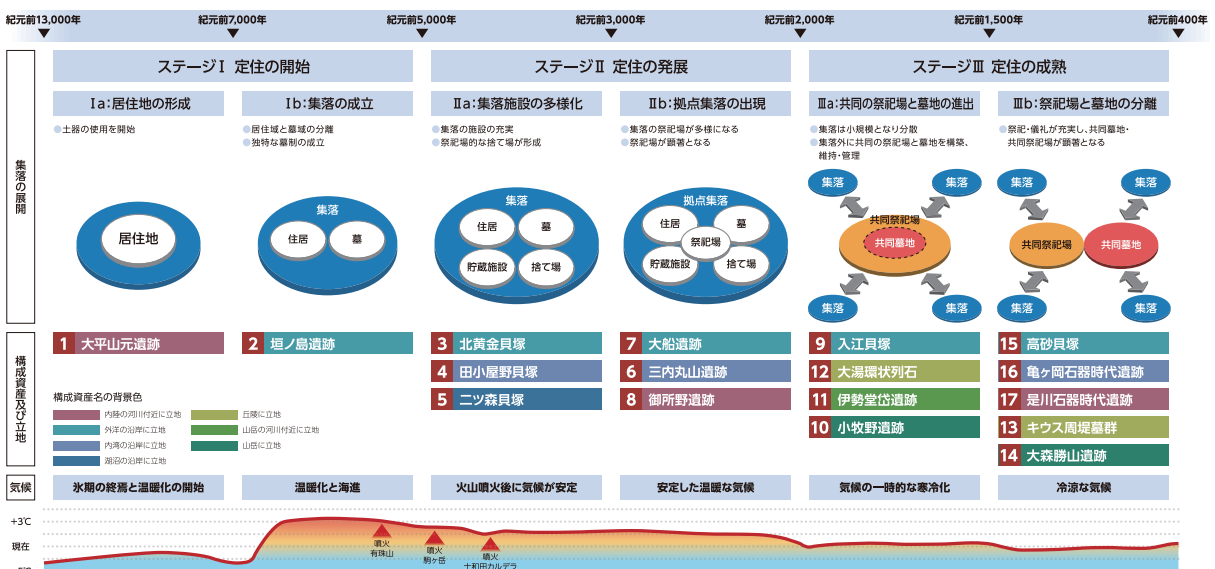 紀元前13,000年
紀元前7,000年
紀元前5,000年
紀元前3,000年
紀元前2,000年
紀元前1,500年
紀元前400年
集落の展開
ステージⅠ 定住の開始
ステージⅡ 定住の発展
ステージⅢ 定住の成熟
Ⅰa:居住地の形成
Ⅰb:集落の成立
Ⅱa:集落施設の多様化
Ⅱb:拠点集落の出現
Ⅲa:共同の祭祀場と墓地の進出
Ⅲb:祭祀場と墓地の分離
土器の使用を開始
居住域と墓域の分離
独特な墓制の成立
集落の施設の充実
祭祀場的な捨て場が形成
集落の祭祀場が多様になる
祭祀場が顕著となる
集落は小規模となり分散
集落外に共同の祭祀場と墓地を構築、
維持・管理
祭祀・儀礼が充実し、共同墓地・
共同祭祀場が顕著となる
居住地
集落
住居
墓
集落
住居
墓
貯蔵施設
捨て場
拠点集落
住居
墓
祭祀場
貯蔵施設
捨て場
集落
集落
共同祭祀場
共同墓地
集落
集落
集落
集落
共同祭祀場
共同墓地
集落
集落
構成資産及び立地
1 大平山元遺跡
2 垣ノ島遺跡
3 北黄金貝塚
4 田小屋野貝塚
5 二ツ森貝塚
7 大船遺跡
6 三内丸山遺跡
8 御所野遺跡
9 入江貝塚
12 大湯環状列石
11 伊勢堂岱遺跡
10 小牧野遺跡
15 高砂貝塚
16 亀ヶ岡石器時代遺跡
17 是川石器時代遺跡
13 キウス周堤墓群
14 大森勝山遺跡
構成資産名の背景色
内陸の河川付近に立地
外洋の沿岸に立地
内湾の沿岸に立地
湖沼の沿岸に立地
丘陵に立地
山岳の河川付近に立地
山岳に立地
気候
氷期の終焉と温暖化の開始
温暖化と海進
火山噴火後に気候が安定
安定した温暖な気候
気候の一時的な寒冷化
冷涼な気候
+3℃
現在
噴火
有珠山
噴火
駒ヶ岳
噴火
十和田カルデラ